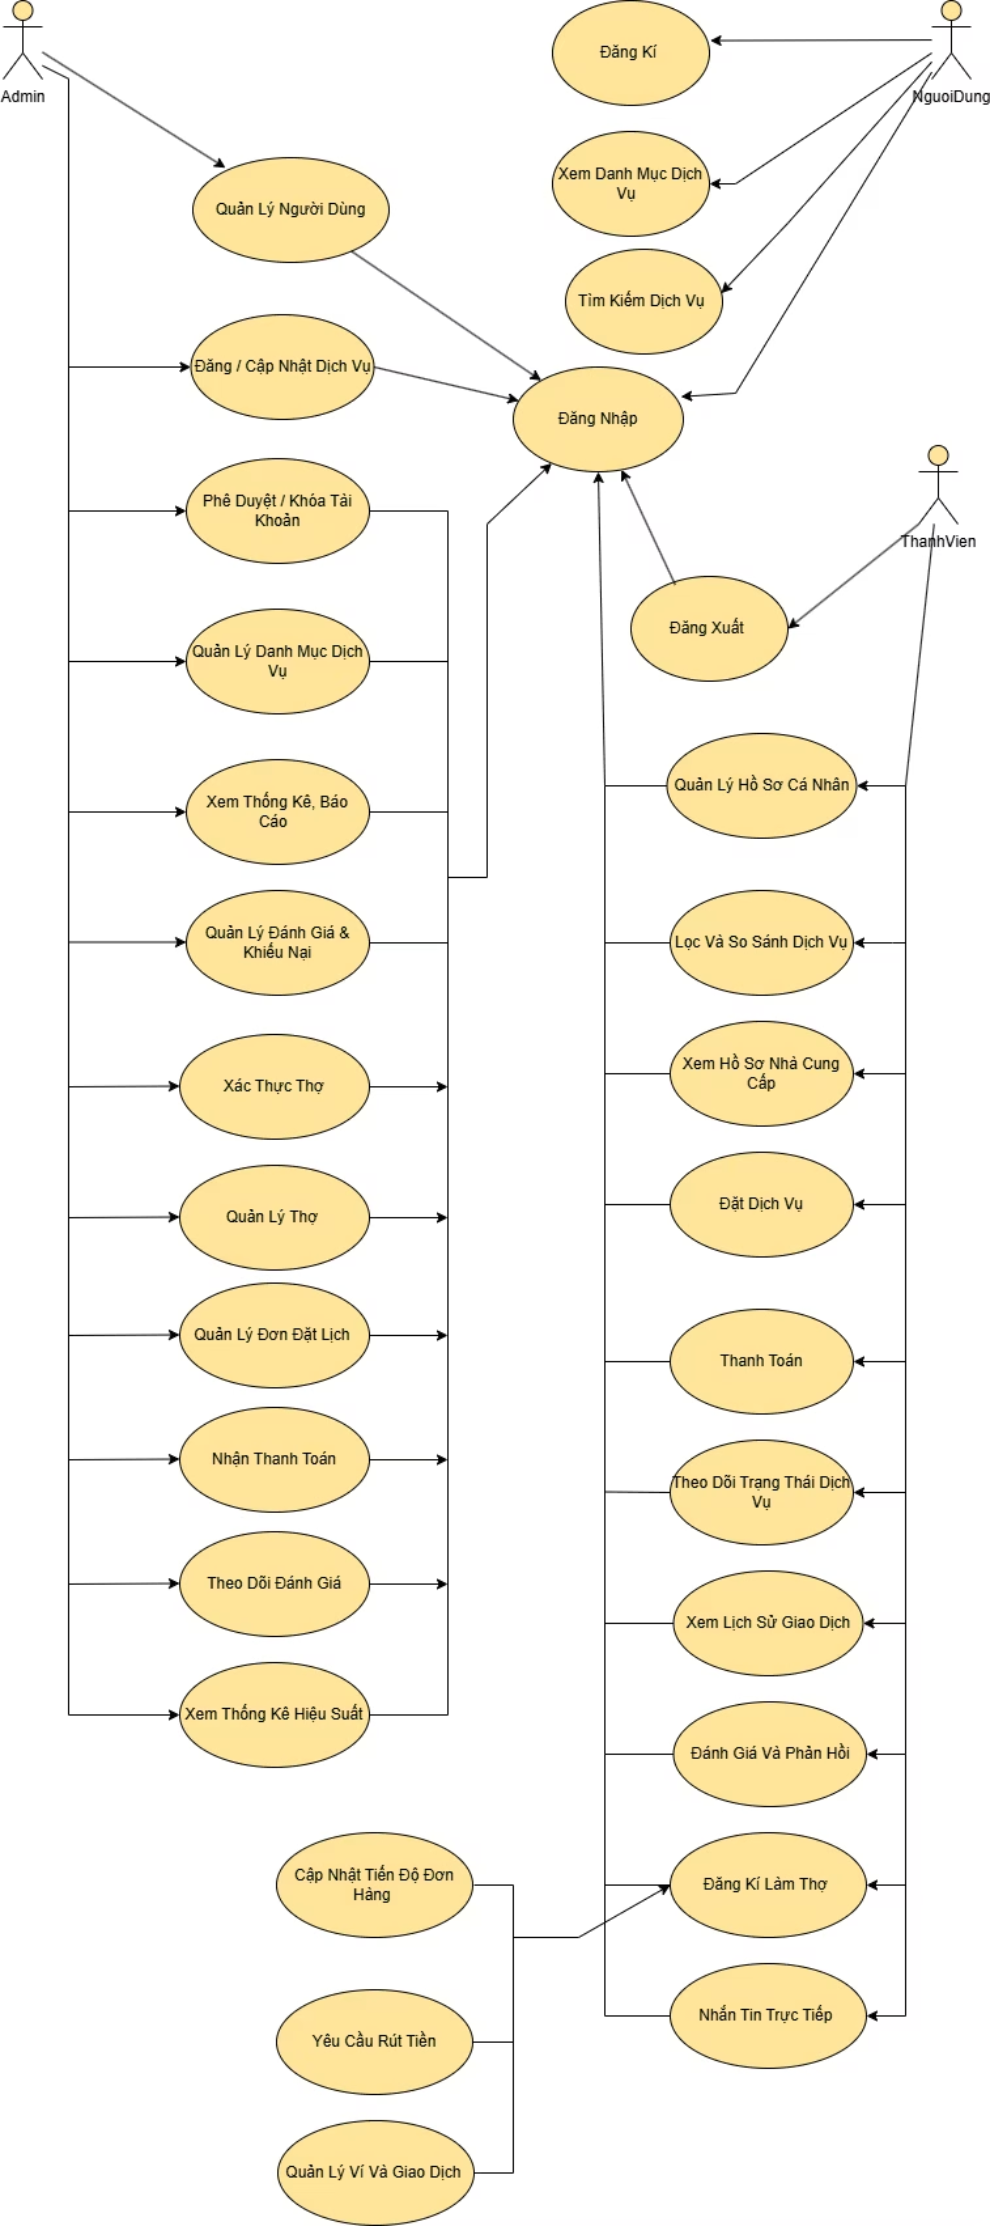 Admin
NguoiDung
Đăng Kí
Xem Danh Mục Dịch
Vụ
Quản Lý Người Dùng
Tìm Kiếm Dịch Vụ
Đăng / Cập Nhật Dịch Vụ
Đăng Nhập
Phê Duyệt / Khóa Tài
Khoản
ThanhVien
Đăng Xuất
Quản Lý Danh Mục Dịch
Vụ
Quản Lý Hồ Sơ Cá Nhân
Xem Thống Kê, Báo
Cáo
Quản Lý Đánh Giá &
Khiếu Nại
Lọc Và So Sánh Dịch Vụ
Xác Thực Thợ
Xem Hồ Sơ Nhà Cung
Cấp
Quản Lý Thợ
Đặt Dịch Vụ
Quản Lý Đơn Đặt Lịch
Thanh Toán
Nhận Thanh Toán
Theo Dõi Trạng Thái Dịch
Vụ
Theo Dõi Đánh Giá
Xem Lịch Sử Giao Dịch
Xem Thống Kê Hiệu Suất
Đánh Giá Và Phản Hồi
Cập Nhật Tiến Độ Đơn
Hàng
Đăng Kí Làm Thợ
Nhắn Tin Trực Tiếp
Yêu Cầu Rút Tiền
Quản Lý Ví Và Giao Dịch